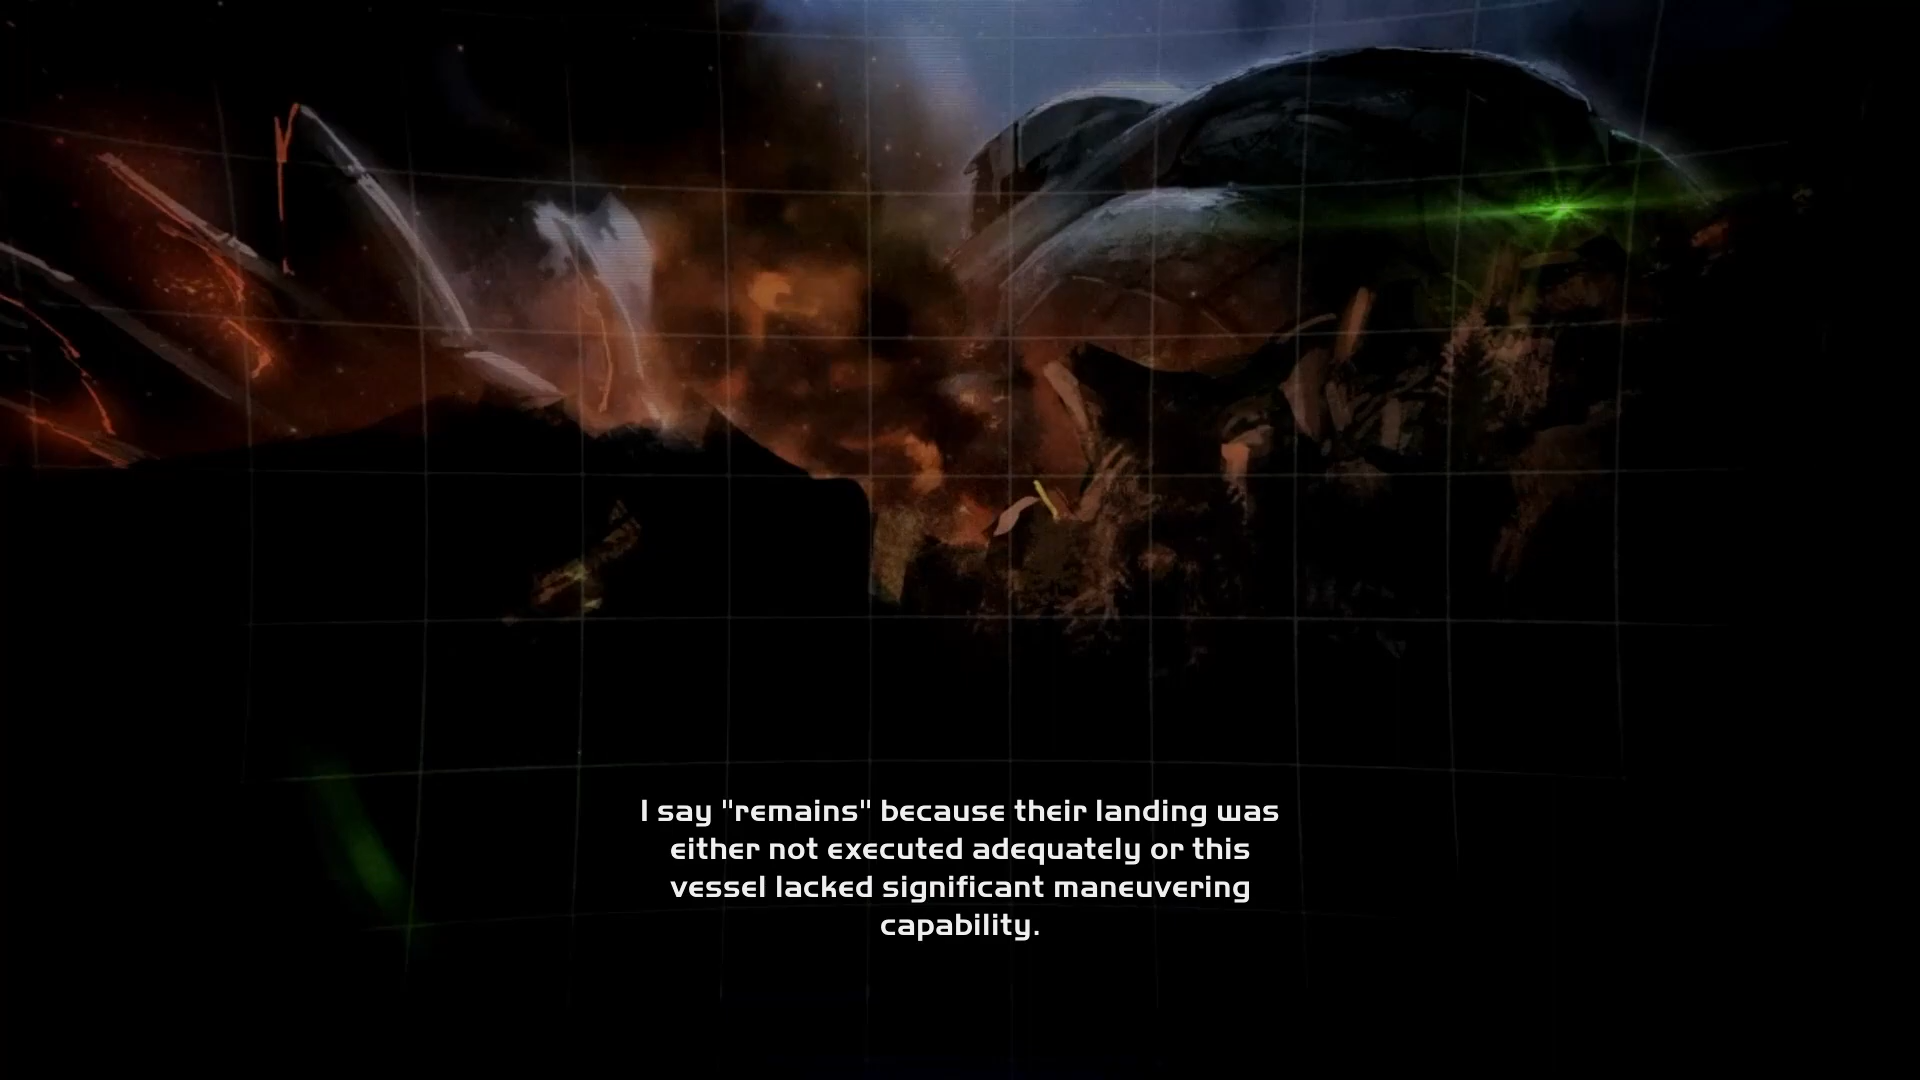 I say "remains" because their landing was
either not executed adequately or this
vessel lacked significant maneuvering
capability.